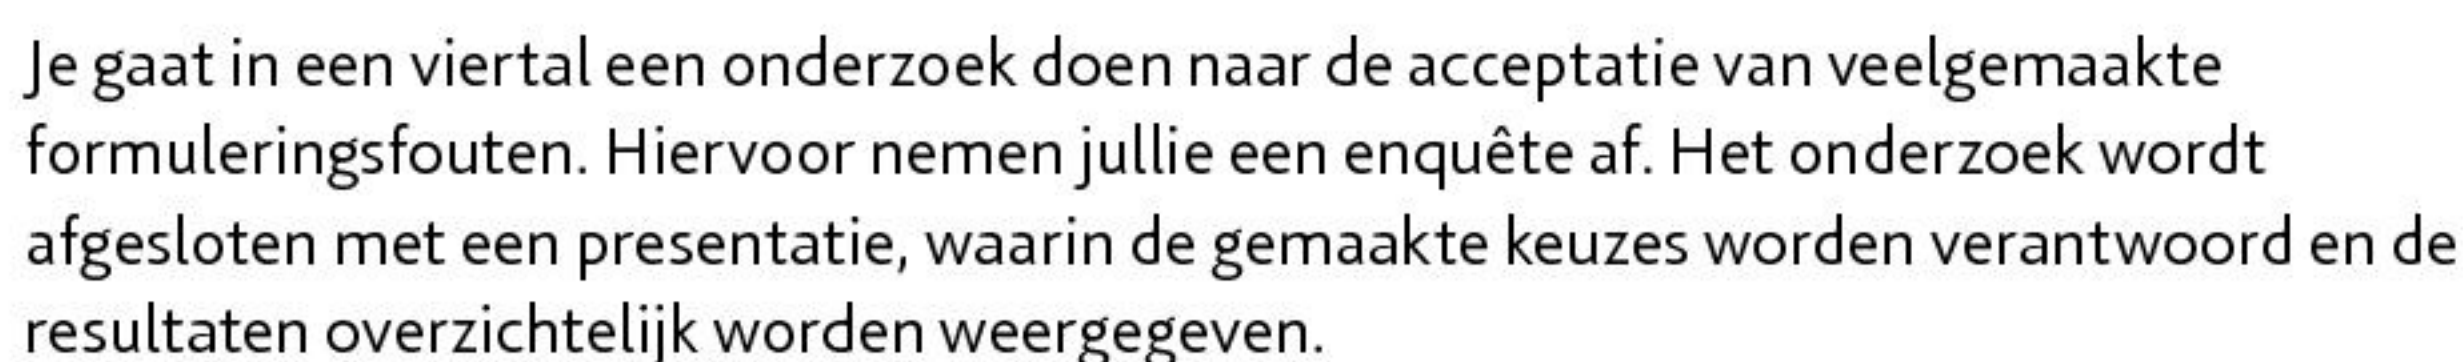 Je gaat in een viertal een onderzoek doen naar de acceptatie van veelgemaakte
formuleringsfouten. Hiervoor nemen jullie een enquête af. Het onderzoek wordt
afgesloten met een presentatie, waarin de gemaakte keuzes worden verantwoord en de
resultaten overzichtelijk worden weergegeven.